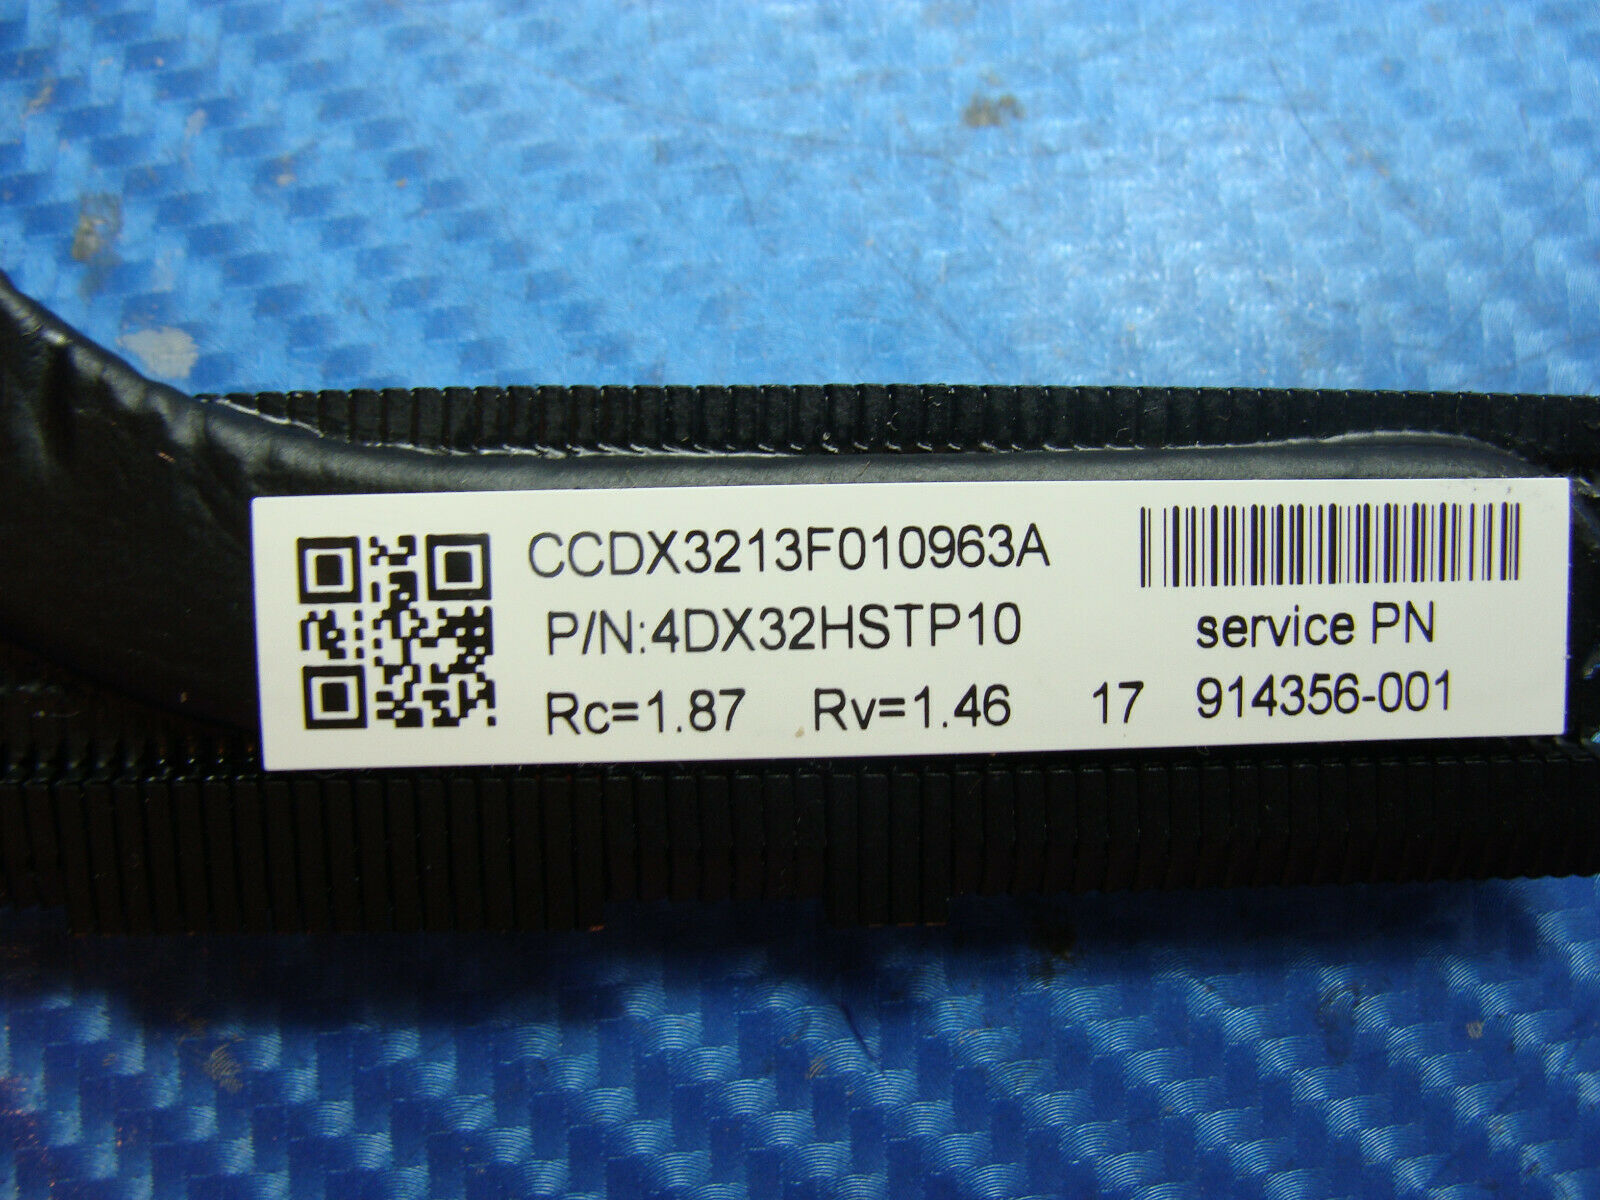 CCDX3213F010963A
P/N:4DX32HSTP10
service PN
Rc=1.87 Rv=1.46 17 914356-001